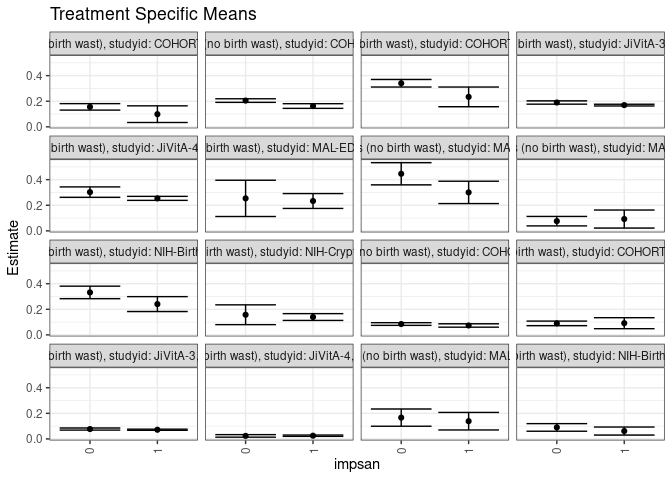 Treatment Specific Means
birth wast), studyid: COHORT
(no birth wast), studyid: COH
birth wast), studyid: COHORT
birth wast), studyid: JiVitA-3
0.4
0.2
0.0
birth wast), studyid: JiVitA-4
birth wast), studyid: MAL-ED
s (no birth wast), studyid: MA
s (no birth wast), studyid: MA
0.4
0.2
0.0
birth wast), studyid: NIH-Birth
birth wast), studyid: NIH-Cryp
no birth wast), studyid: COHO
birth wast), studyid: COHORT
0.4
0.2
0.0
birth wast), studyid: JiVitA-3
birth wast), studyid: JiVitA-4,
(no birth wast), studyid: MAL
birth wast), studyid: NIH-Birth
0.4
0.2
0.0
Estimate
0 1 0 1 0 1 0 1
impsan